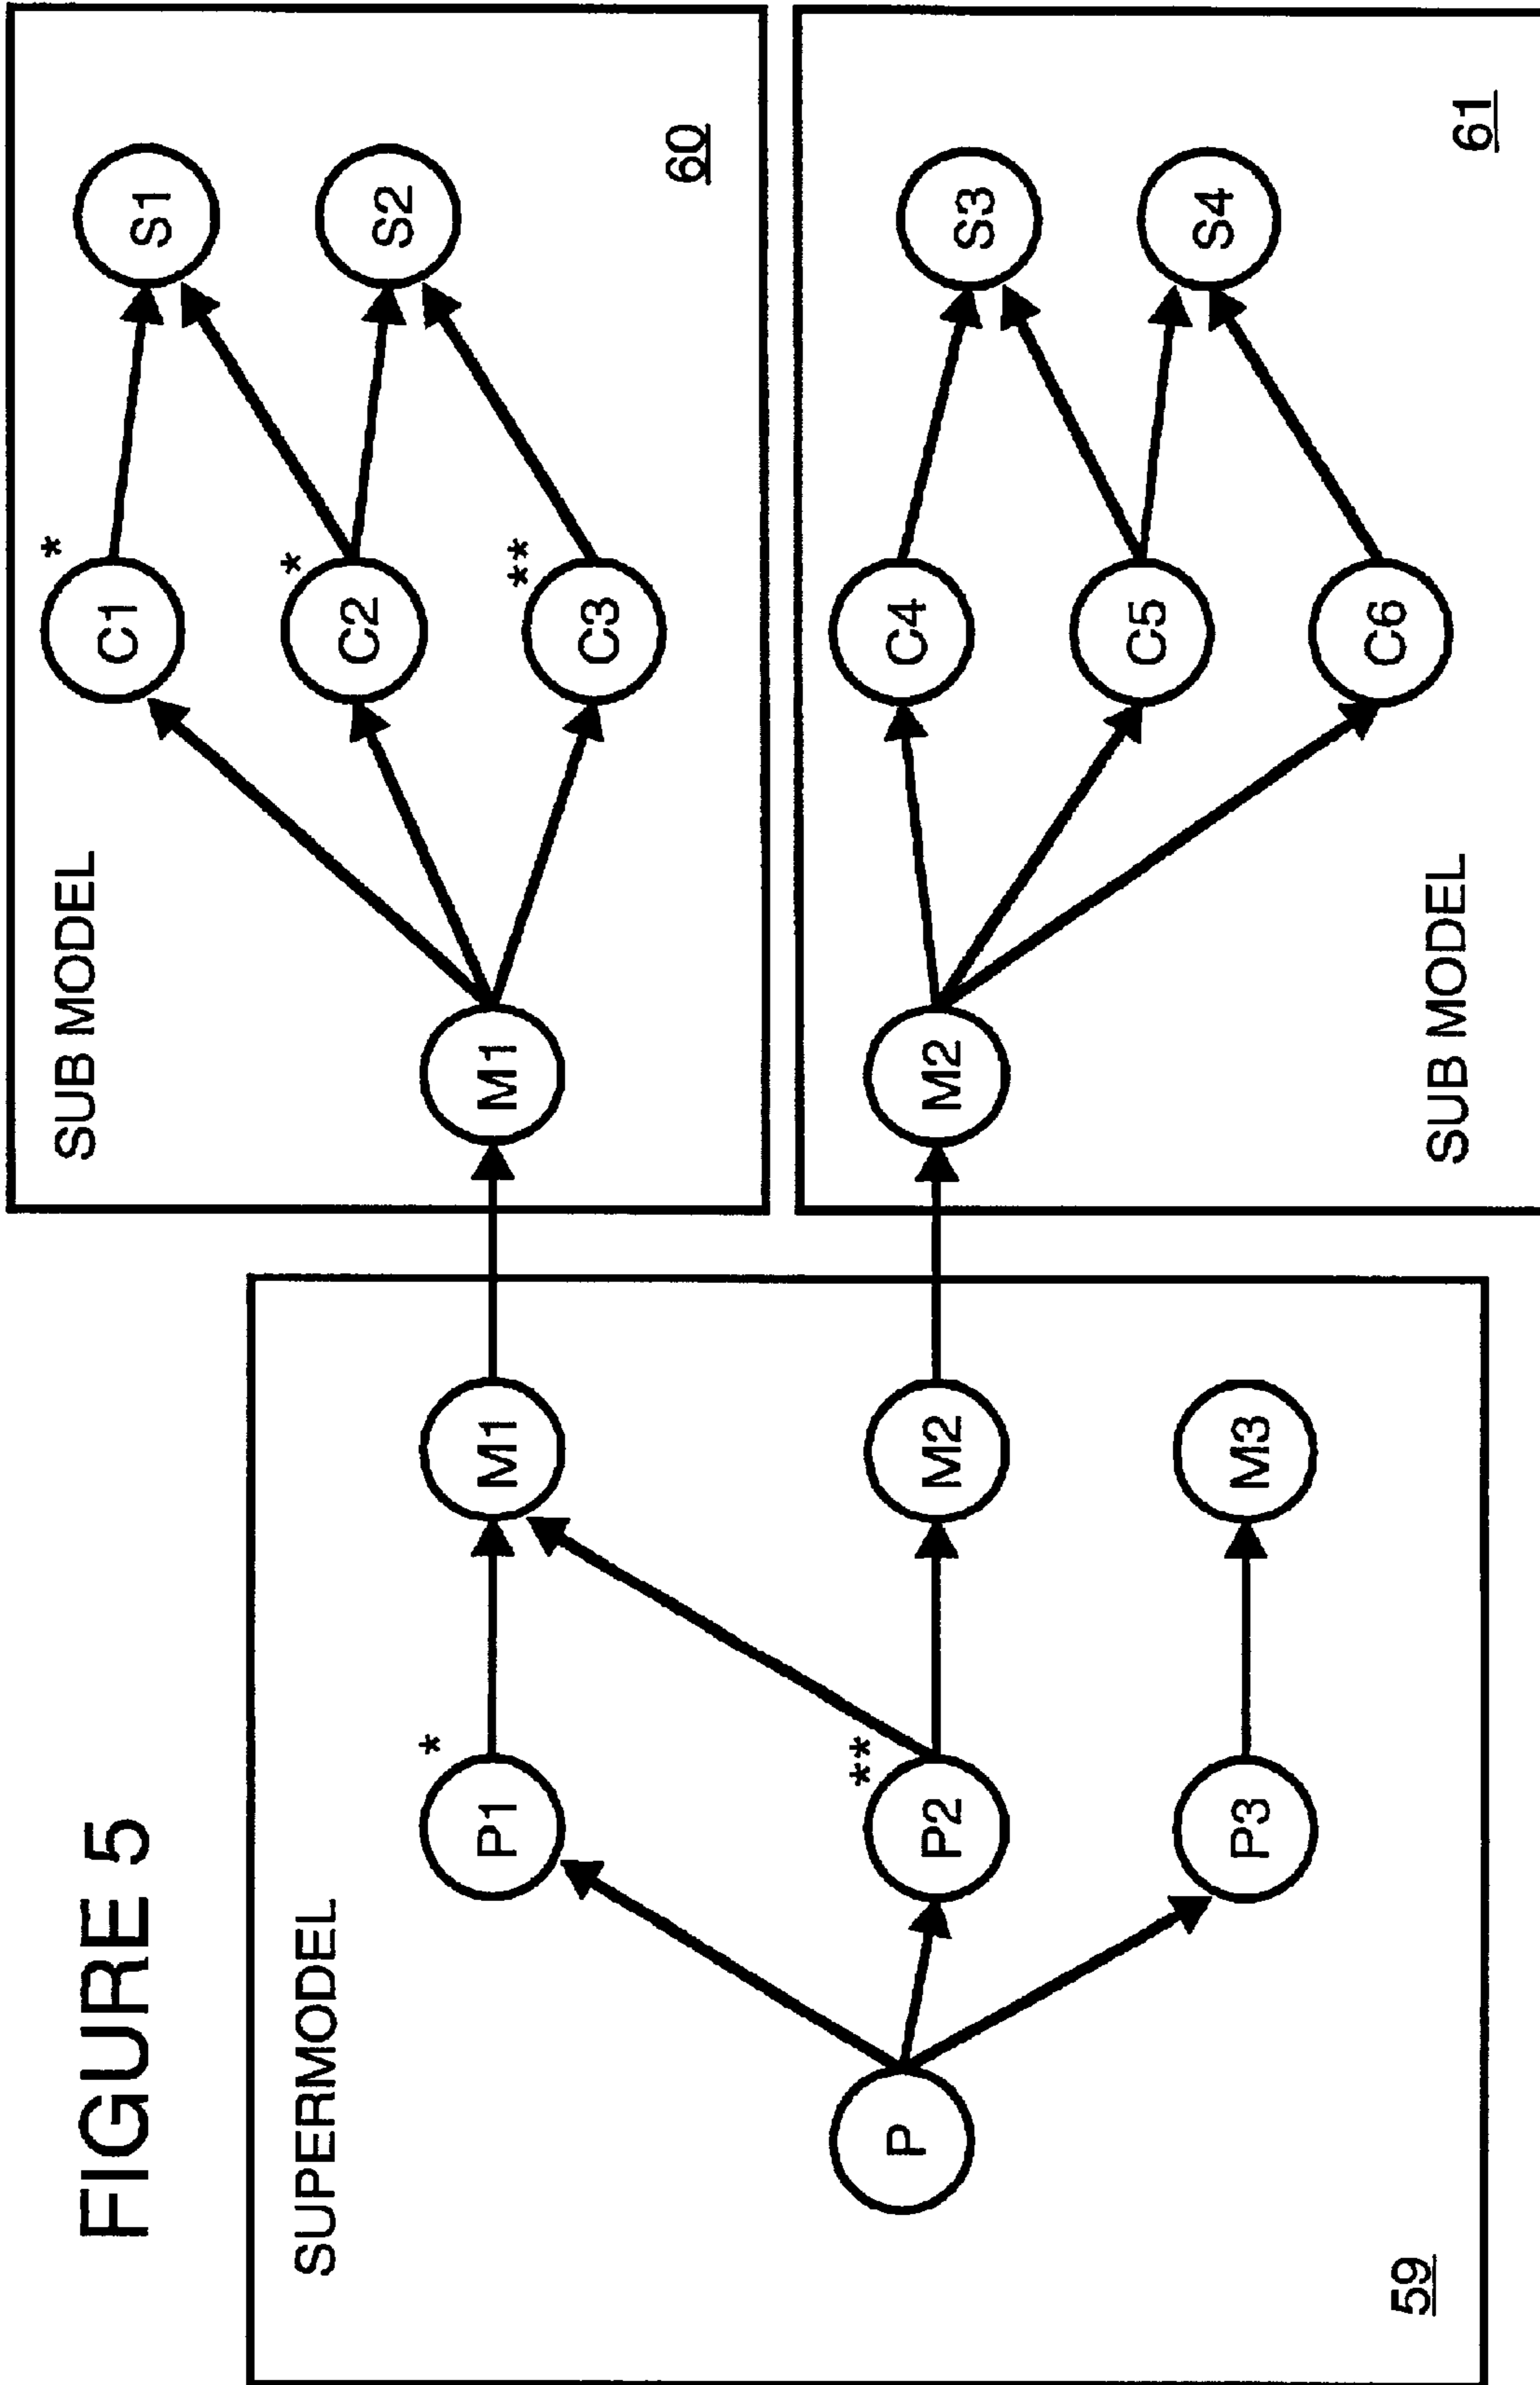 FIGURE 5
SUPERMODEL
P
P1
*
P2
**
P3
M1
M2
M3
59
SUB MODEL
M1
C1
*
C2
*
C3
**
S1
S2
60
M2
C4
C5
C6
S3
S4
SUB MODEL
61